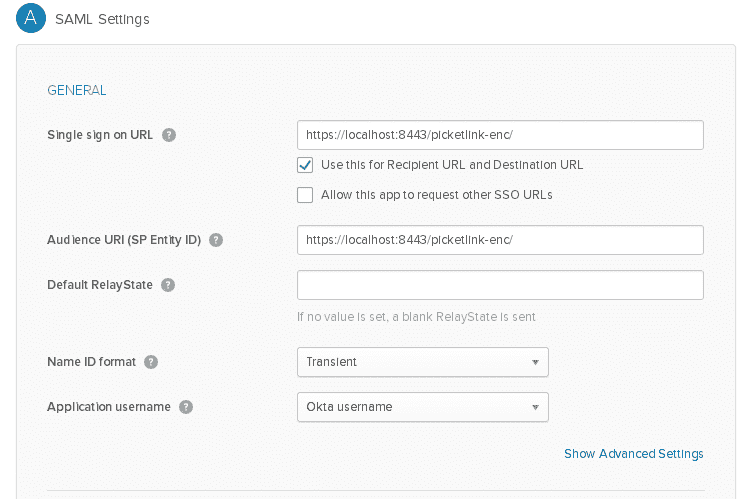 A SAML Settings
GENERAL
Single sign on URL ? https://localhost:8443/picketlink-enc/
Use this for Recipient URL and Destination URL
Allow this app to request other SSO URLs
Audience URI (SP Entity ID) ? https://localhost:8443/picketlink-enc/
Default RelayState ?
If no value is set, a blank RelayState is sent
Name ID format ? Transient
Application username ? Okta username
Show Advanced Settings